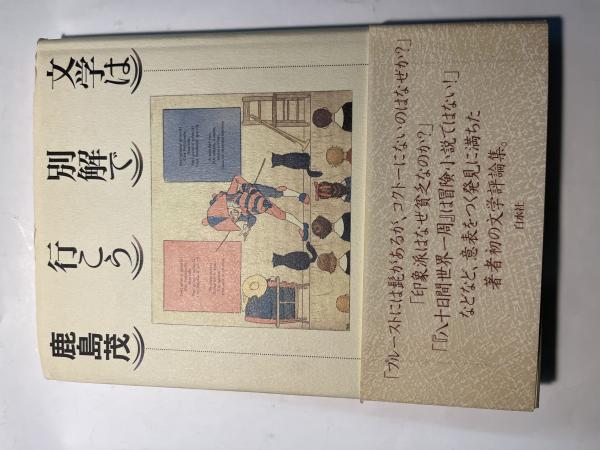 文学は
別解で
行こう
鹿島茂
「プルーストには髭があるが、コクトーにないのはなぜか?」
「印象派はなぜ貧乏なのか?」
「『八十日間世界一周』は冒険小説ではない!」
などなど、意表をつく発見に満ちた
著者初の文学評論集。
白水社